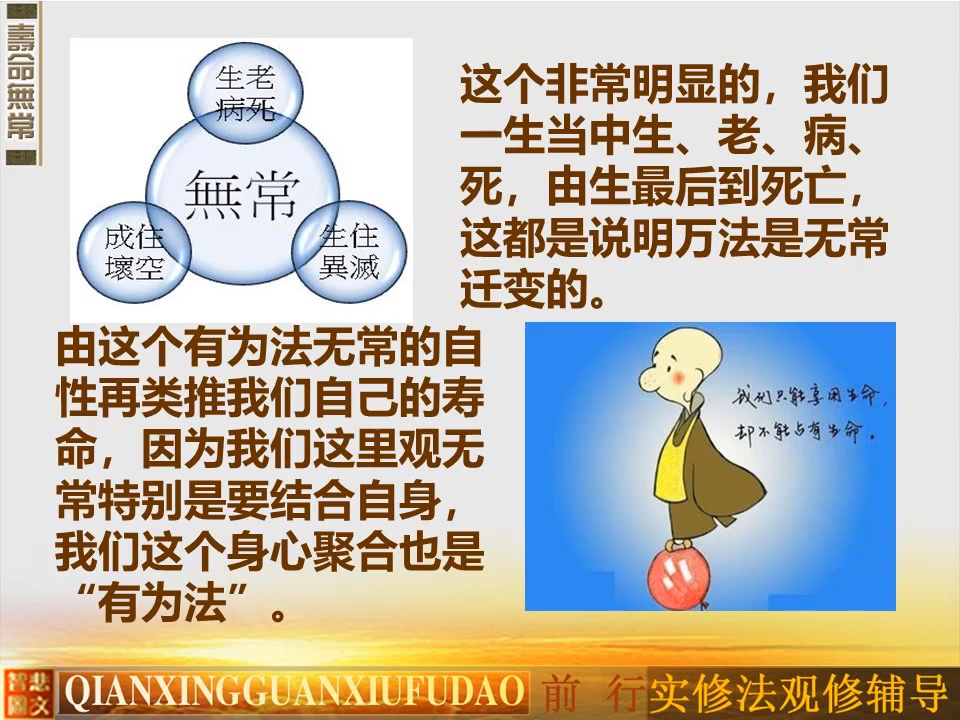 壽命無常
生老
病死
無常
成住
壞空
生住
異滅
这个非常明显的，我们
一生当中生、老、病、
死，由生最后到死亡，
这都是说明万法是无常
迁变的。
由这个有为法无常的自
性再类推我们自己的寿
命，因为我们这里观无
常特别是要结合自身，
我们这个身心聚合也是
“有为法”。
我们只能享用生命，
却不能占有生命。
QIANXINGGUANXIUFUDAO 前 行实修法观修辅导